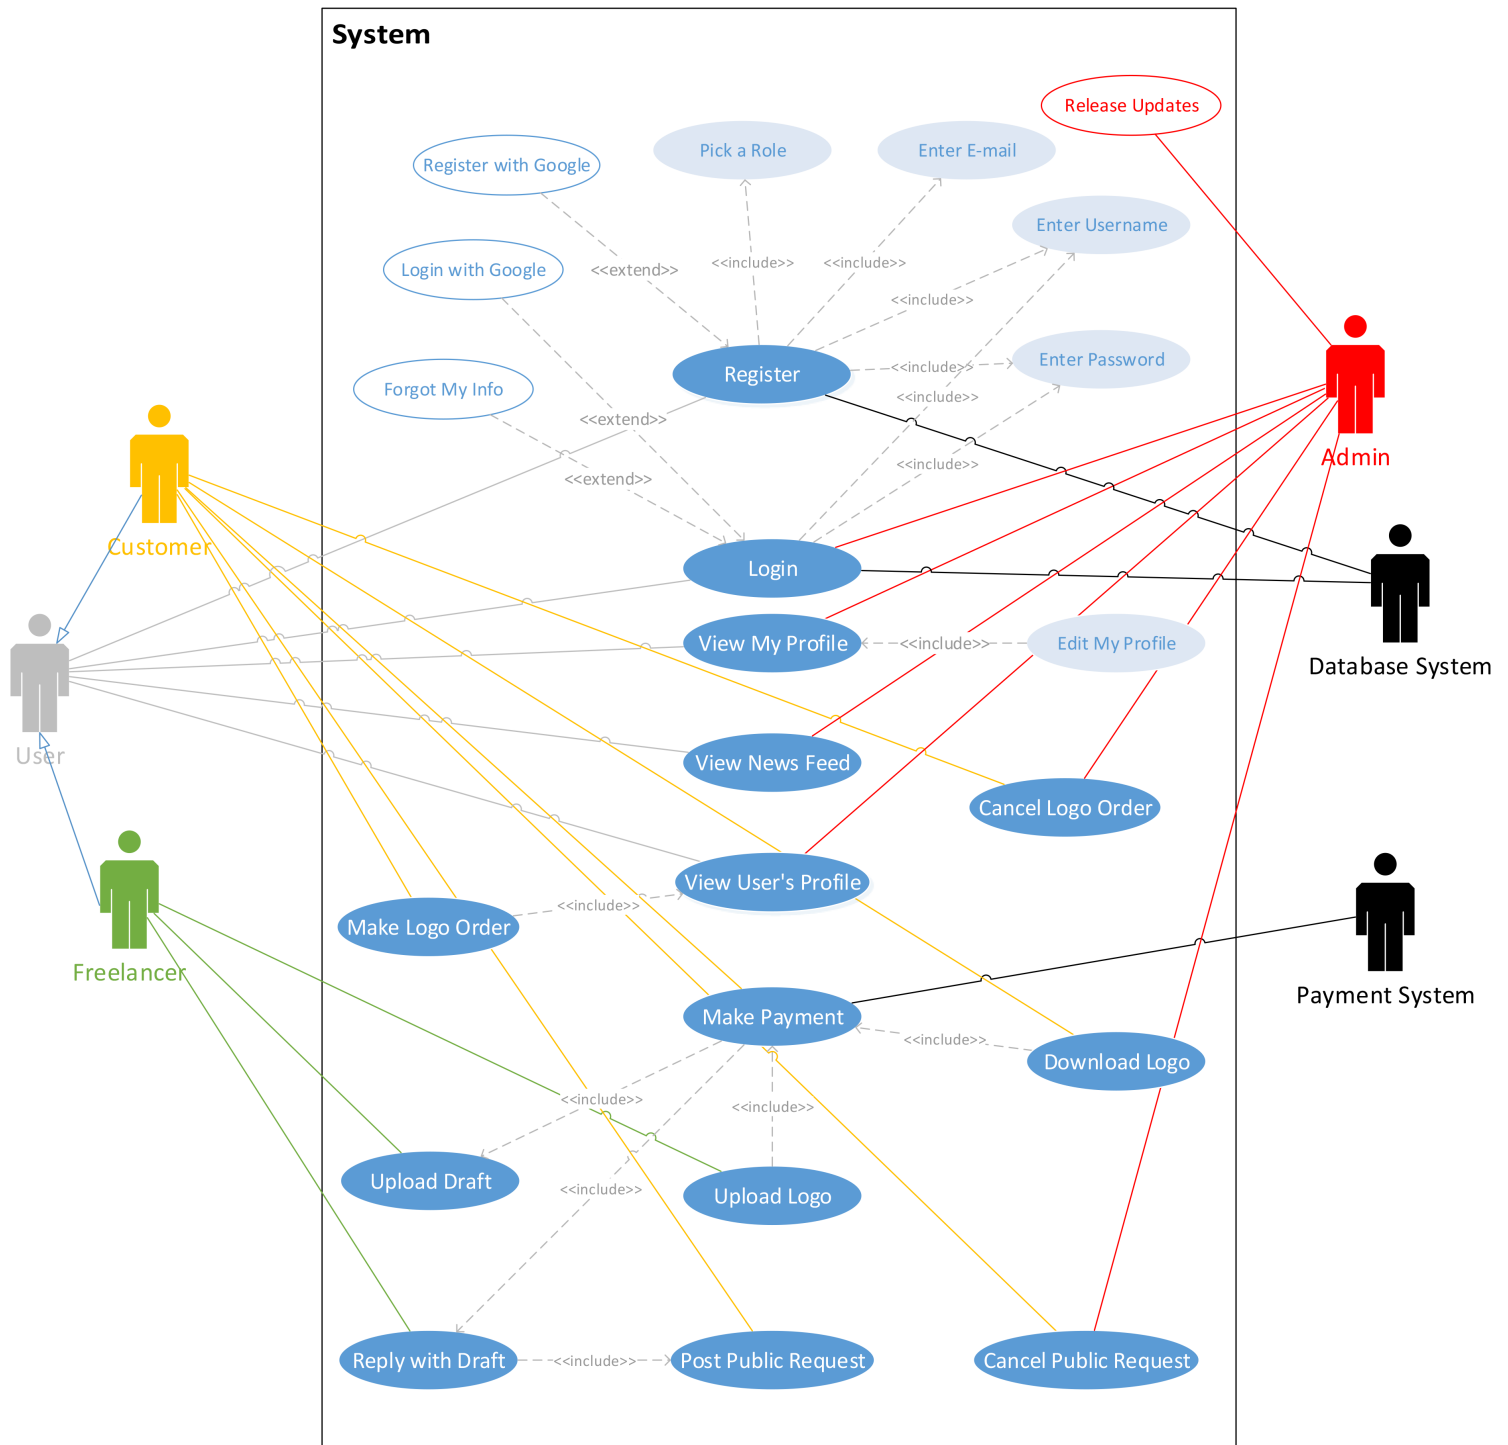 System
Release Updates
Register with Google
Pick a Role
Enter E-mail
Enter Username
Login with Google
<<extend>>
<<include>>
<<include>>
<<include>>
Enter Password
Register
<<include>>
Forgot My Info
<<include>>
<<extend>>
Admin
<<include>>
<<extend>>
Customer
Login
View My Profile
<<include>>
Edit My Profile
Database System
User
View News Feed
Cancel Logo Order
View User's Profile
<<include>>
Make Logo Order
Freelancer
Payment System
Make Payment
<<include>>
Download Logo
<<include>>
<<include>>
Upload Draft
<<include>>
Upload Logo
Reply with Draft
<<include>>
Post Public Request
Cancel Public Request